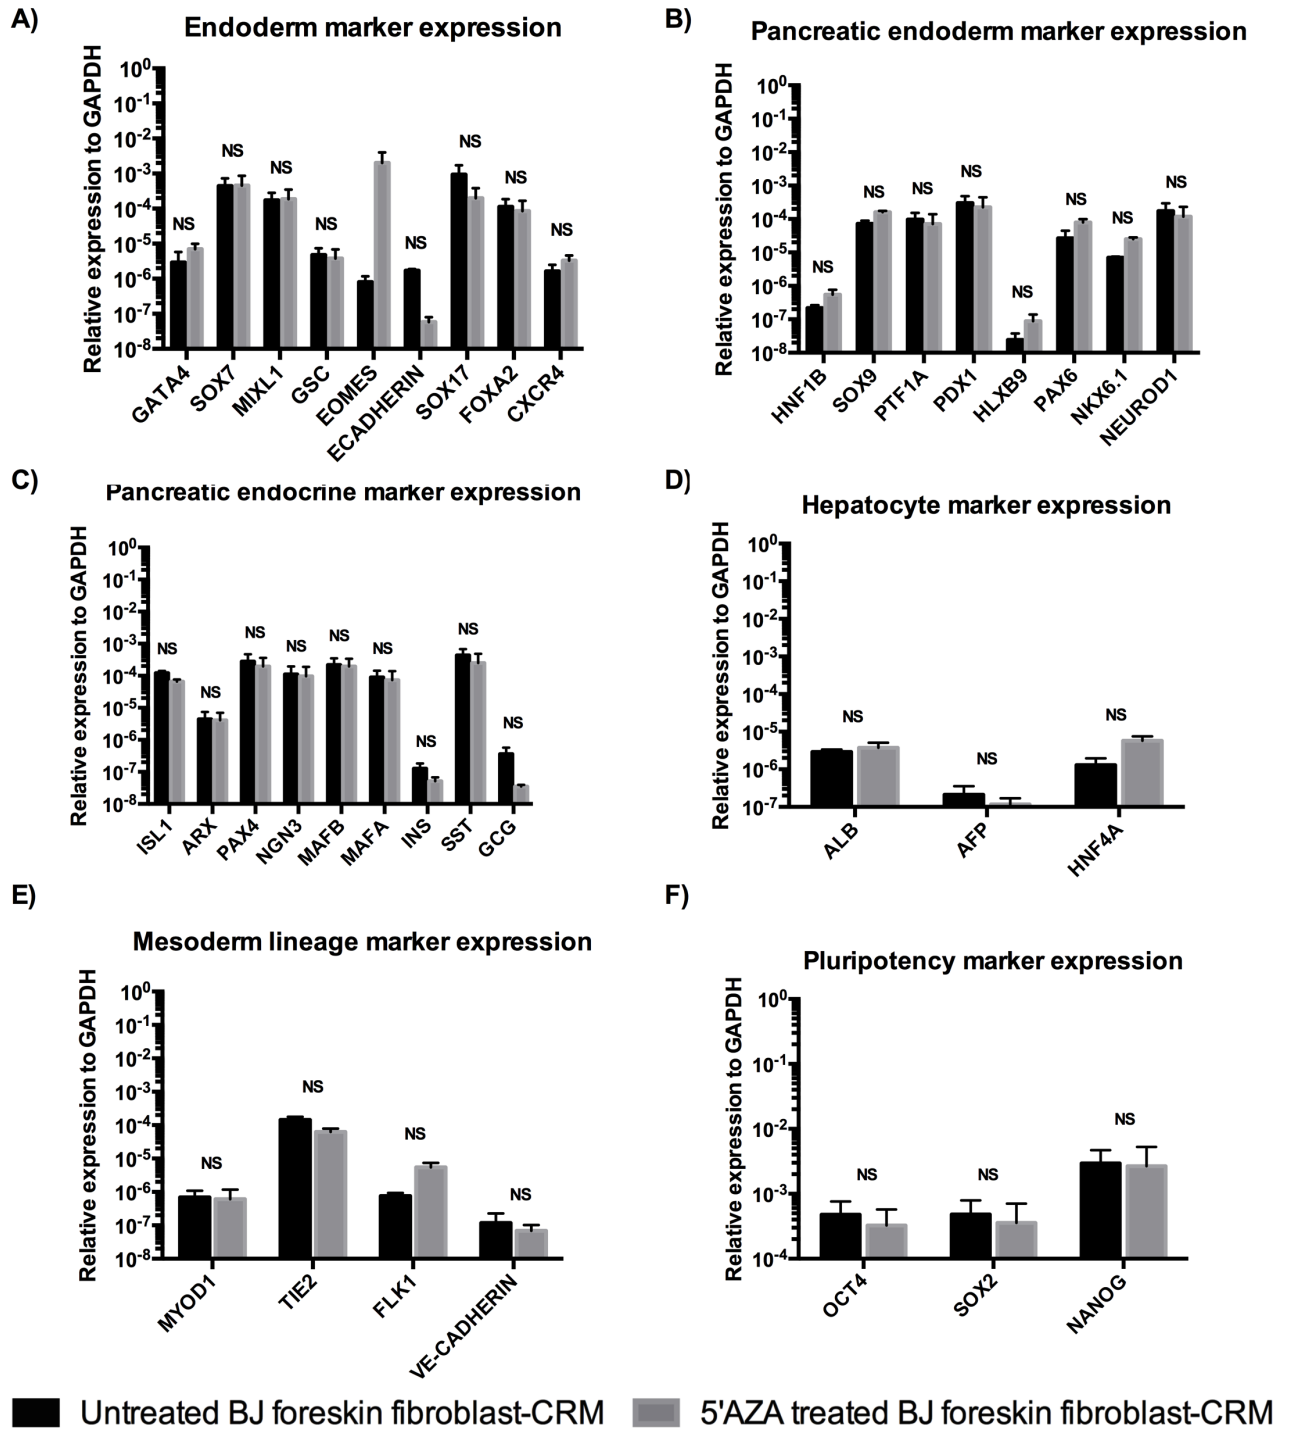 A)
Endoderm marker expression
Relative expression to GAPDH
10^0
10^-1
10^-2
10^-3
10^-4
10^-5
10^-6
10^-7
10^-8
NS NS NS NS NS NS NS NS
GATA4 SOX7 MIXL1 GSC EOMES ECADHERIN SOX17 FOXA2 CXCR4
B)
Pancreatic endoderm marker expression
Relative expression to GAPDH
10^0
10^-1
10^-2
10^-3
10^-4
10^-5
10^-6
10^-7
10^-8
NS NS NS NS NS NS NS NS
HNF1B SOX9 PTF1A PDX1 HLXB9 PAX6 NKX6.1 NEUROD1
C)
Pancreatic endocrine marker expression
Relative expression to GAPDH
10^0
10^-1
10^-2
10^-3
10^-4
10^-5
10^-6
10^-7
10^-8
NS NS NS NS NS NS NS NS NS
ISL1 ARX PAX4 NGN3 MAFB MAFA INS SST GCG
D)
Hepatocyte marker expression
Relative expression to GAPDH
10^0
10^-1
10^-2
10^-3
10^-4
10^-5
10^-6
10^-7
NS NS NS
ALB AFP HNF4A
E)
Mesoderm lineage marker expression
Relative expression to GAPDH
10^0
10^-1
10^-2
10^-3
10^-4
10^-5
10^-6
10^-7
10^-8
NS NS NS NS
MYOD1 TIE2 FLK1 VE-CADHERIN
F)
Pluripotency marker expression
Relative expression to GAPDH
10^0
10^-1
10^-2
10^-3
10^-4
NS NS NS
OCT4 SOX2 NANOG
Untreated BJ foreskin fibroblast-CRM
5'AZA treated BJ foreskin fibroblast-CRM